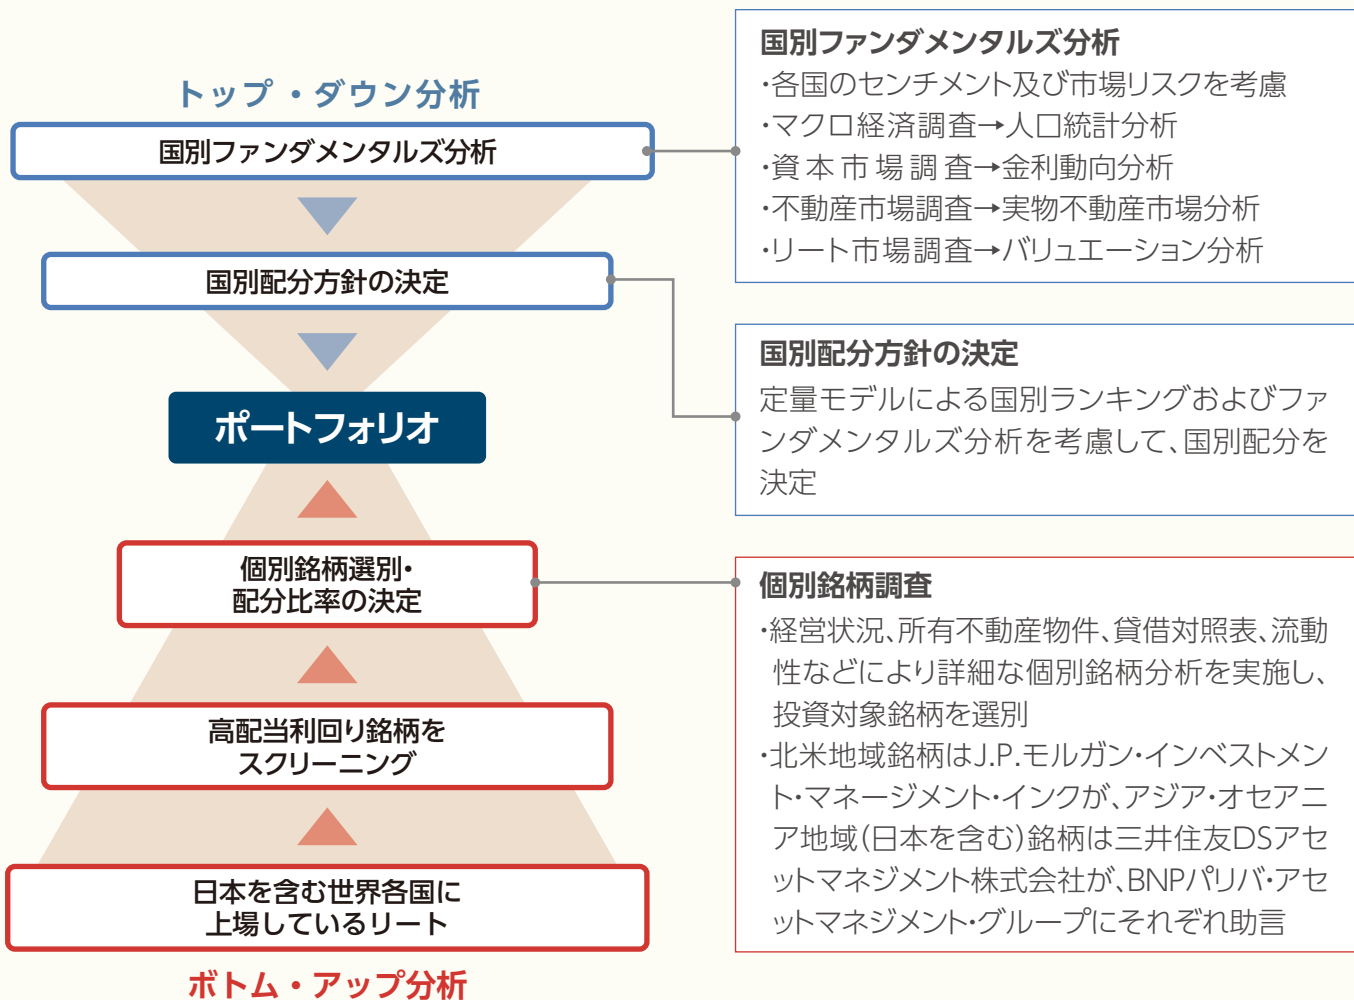 トップ・ダウン分析
国別ファンダメンタルズ分析
国別配分方針の決定
ポートフォリオ
個別銘柄選別・
配分比率の決定
高配当利回り銘柄を
スクリーニング
日本を含む世界各国に
上場しているリート
ボトム・アップ分析
国別ファンダメンタルズ分析
・各国のセンチメント及び市場リスクを考慮
・マクロ経済調査→人口統計分析
・資本市場調査→金利動向分析
・不動産市場調査→実物不動産市場分析
・リート市場調査→バリュエーション分析
国別配分方針の決定
定量モデルによる国別ランキングおよびファ
ンダメンタルズ分析を考慮して、国別配分を
決定
個別銘柄調査
・経営状況、所有不動産物件、貸借対照表、流動
性などにより詳細な個別銘柄分析を実施し、
投資対象銘柄を選別
・北米地域銘柄はJ.P.モルガン・インベストメン
ト・マネージメント・インクが、アジア・オセアニ
ア地域(日本を含む)銘柄は三井住友DSアセ
ットマネジメント株式会社が、BNPパリバ・アセ
ットマネジメント・グループにそれぞれ助言